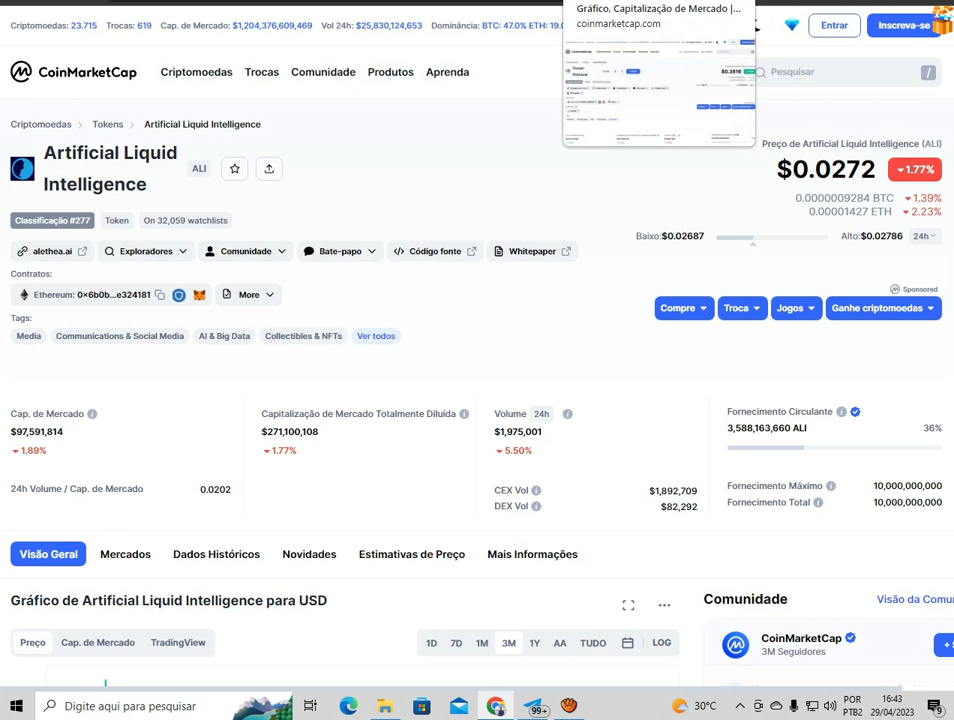 Criptomoedas: 23.715 Trocas: 619 Cap. de Mercado: $1,204,376,609,469 Vol 24h: $25,830,124,653 Dominância: BTC: 47.0% ETH: 19.0
Gráfico, Capitalização de Mercado |...
coinmarketcap.com
Entrar
Inscreva-se
CoinMarketCap
Criptomoedas Trocas Comunidade Produtos Aprenda
Pesquisar /
$0.3816
Criptomoedas > Tokens > Artificial Liquid Intelligence
Artificial Liquid
Intelligence
ALI
Preço de Artificial Liquid Intelligence (ALI)
$0.0272
1.77%
0.0000009284 BTC 1.39%
0.00001427 ETH 2.23%
Baixo:$0.02687 Alto:$0.02786 24h
Classificação #277 Token On 32,059 watchlists
alethea.ai Exploradores Comunidade Bate-papo Código fonte Whitepaper
Contratos:
Ethereum: 0x6b0b...e324181 More
Sponsored
Compre Troca Jogos Ganhe criptomoedas
Tags:
Media Communications & Social Media AI & Big Data Collectibles & NFTs Ver todos
Cap. de Mercado
$97,591,814
1.89%
24h Volume / Cap. de Mercado 0.0202
Capitalização de Mercado Totalmente Diluída
$271,100,108
1.77%
Volume 24h
$1,975,001
5.50%
CEX Vol $1,892,709
DEX Vol $82,292
Fornecimento Circulante
3,588,163,660 ALI 36%
Fornecimento Máximo 10,000,000,000
Fornecimento Total 10,000,000,000
Visão Geral Mercados Dados Históricos Novidades Estimativas de Preço Mais Informações
Gráfico de Artificial Liquid Intelligence para USD
Preço Cap. de Mercado TradingView
1D 7D 1M 3M 1Y AA TUDO LOG
Comunidade Visão da Comu
CoinMarketCap
3M Seguidores
Digite aqui para pesquisar
99+
30°C
POR
PTB2
16:43
29/04/2023
9